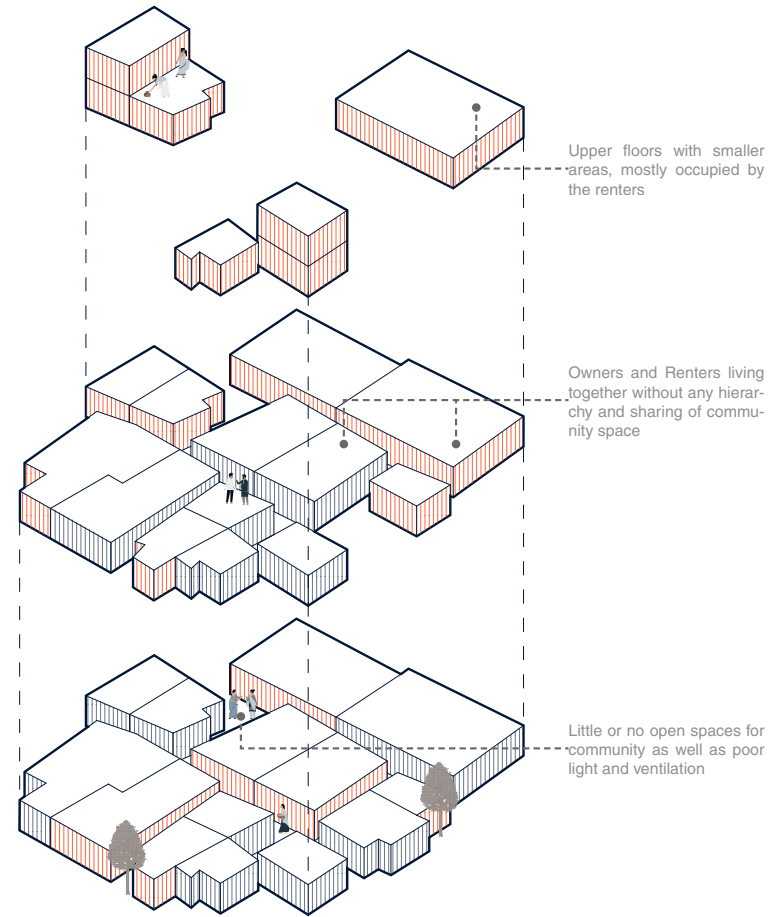 Upper floors with smaller
areas, mostly occupied by
the renters
Owners and Renters living
together without any hierar-
chy and sharing of commu-
nity space
Little or no open spaces for
community as well as poor
light and ventilation